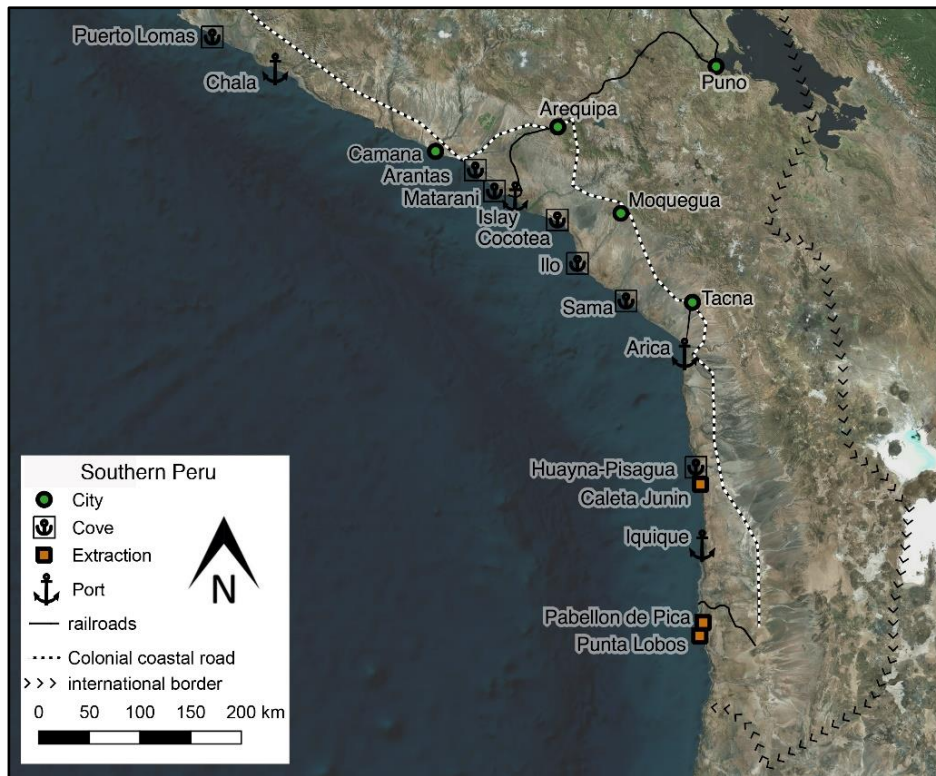 Puerto Lomas
Chala
Puno
Arequipa
Camana
Arantas
Matarani
Islay
Cocotea
Moquegua
Ilo
Sama
Tacna
Arica
Huayna-Pisagua
Caleta Junin
Iquique
Pabellon de Pica
Punta Lobos
Southern Peru
City
Cove
Extraction
Port
railroads
Colonial coastal road
international border
0 50 100 150 200 km
N